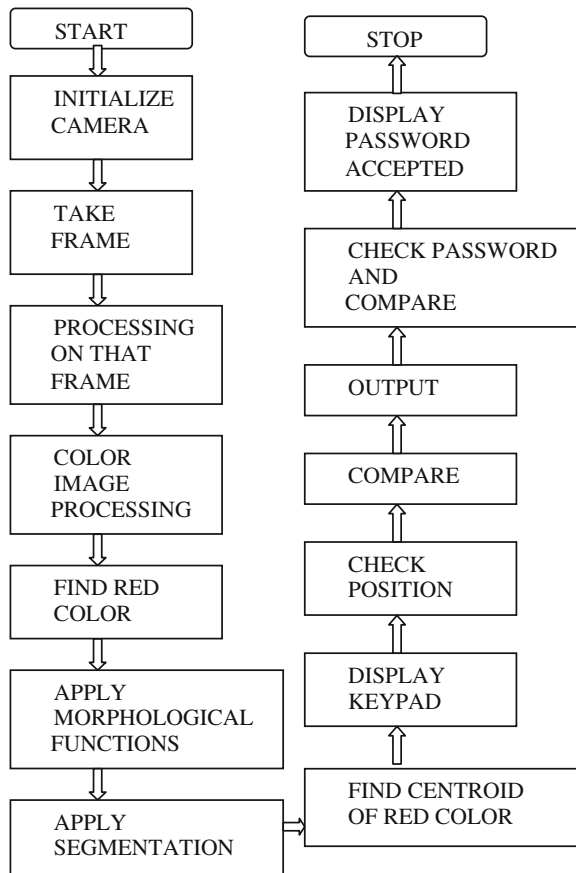 START
INITIALIZE
CAMERA
TAKE
FRAME
PROCESSING
ON THAT
FRAME
COLOR
IMAGE
PROCESSING
FIND RED
COLOR
APPLY
MORPHOLOGICAL
FUNCTIONS
APPLY
SEGMENTATION
FIND CENTROID
OF RED COLOR
DISPLAY
KEYPAD
CHECK
POSITION
COMPARE
OUTPUT
CHECK PASSWORD
AND
COMPARE
DISPLAY
PASSWORD
ACCEPTED
STOP